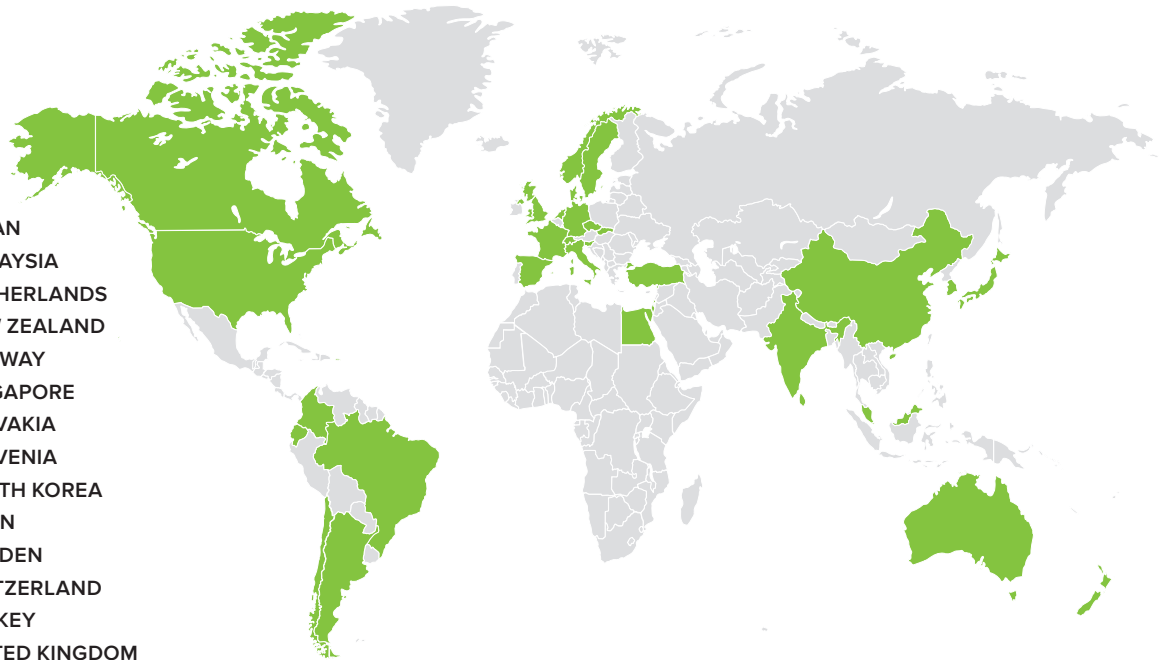 AN
AYSIA
HERLANDS
ZEALAND
WAY
GAPORE
VAKIA
VENIA
TH KOREA
N
DEN
TZERLAND
KEY
TED KINGDOM